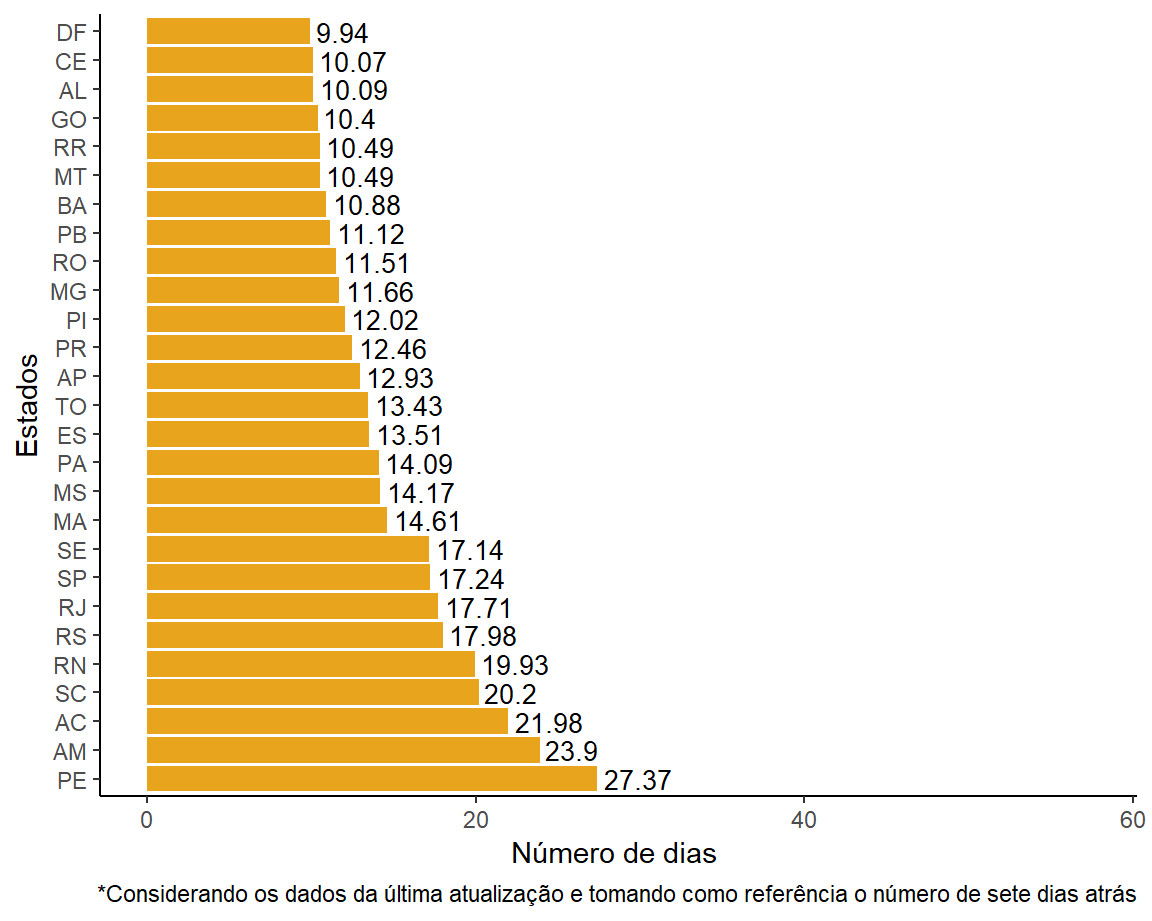 DF 9.94
CE 10.07
AL 10.09
GO 10.4
RR 10.49
MT 10.49
BA 10.88
PB 11.12
RO 11.51
MG 11.66
PI 12.02
PR 12.46
AP 12.93
TO 13.43
ES 13.51
PA 14.09
MS 14.17
MA 14.61
SE 17.14
SP 17.24
RJ 17.71
RS 17.98
RN 19.93
SC 20.2
AC 21.98
AM 23.9
PE 27.37
Estados
0 20 40 60
Número de dias
*Considerando os dados da última atualização e tomando como referência o número de sete dias atrás